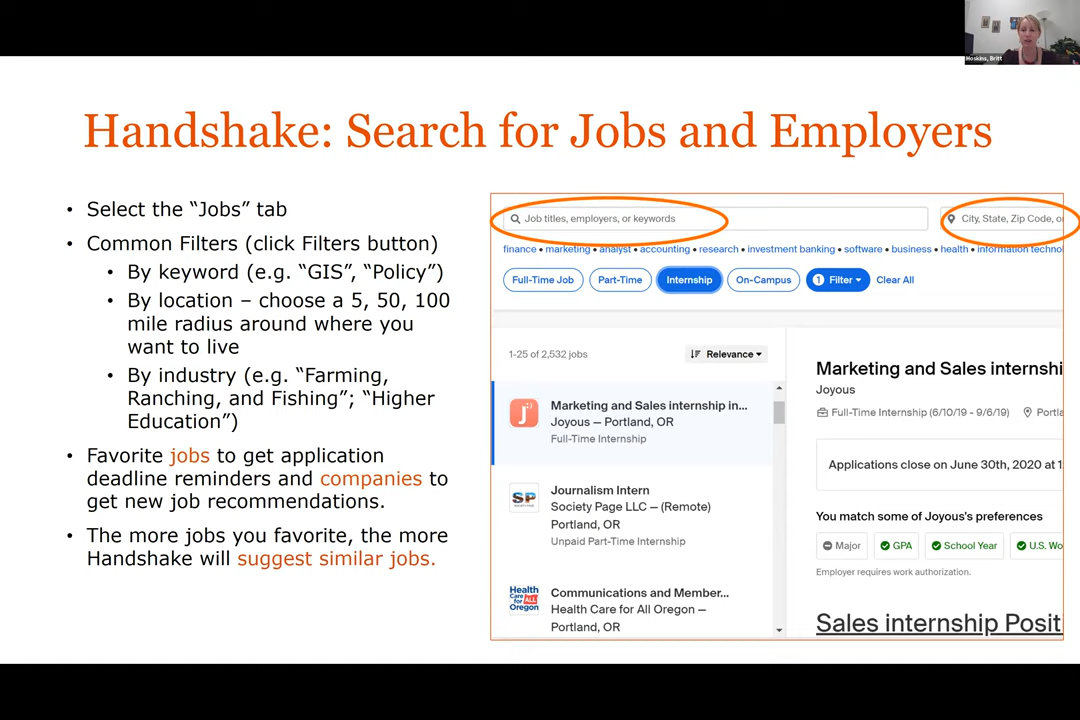 Hoskins, Britt
Handshake: Search for Jobs and Employers
• Select the “Jobs” tab
• Common Filters (click Filters button)
• By keyword (e.g. “GIS”, “Policy”)
• By location – choose a 5, 50, 100
mile radius around where you
want to live
• By industry (e.g. “Farming,
Ranching, and Fishing”; “Higher
Education”)
• Favorite jobs to get application
deadline reminders and companies to
get new job recommendations.
• The more jobs you favorite, the more
Handshake will suggest similar jobs.
Job titles, employers, or keywords
City, State, Zip Code, o
finance • marketing • analyst • accounting • research • investment banking • software • business • health • information techno
Full-Time Job Part-Time Internship On-Campus 1 Filter Clear All
1-25 of 2,532 jobs
Relevance
J
Marketing and Sales internship in...
Joyous — Portland, OR
Full-Time Internship
SP
SOCIETY PAGE
Journalism Intern
Society Page LLC — (Remote)
Portland, OR
Unpaid Part-Time Internship
Health
Care for
ALL
Oregon
Communications and Member...
Health Care for All Oregon —
Portland, OR
Marketing and Sales internshi
Joyous
Full-Time Internship (6/10/19 - 9/6/19) Portla
Applications close on June 30th, 2020 at 1
You match some of Joyous's preferences
Major GPA School Year U.S. Wo
Employer requires work authorization.
Sales internship Posit